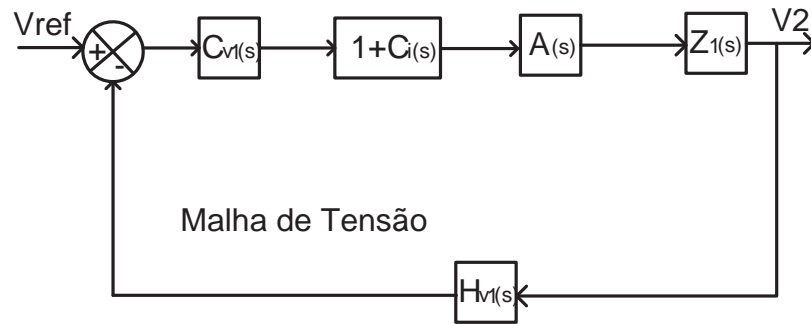 Vref
V2
+
-
Cv1(s)
1+Ci(s)
A(s)
Z1(s)
Malha de Tensão
Hv1(s)